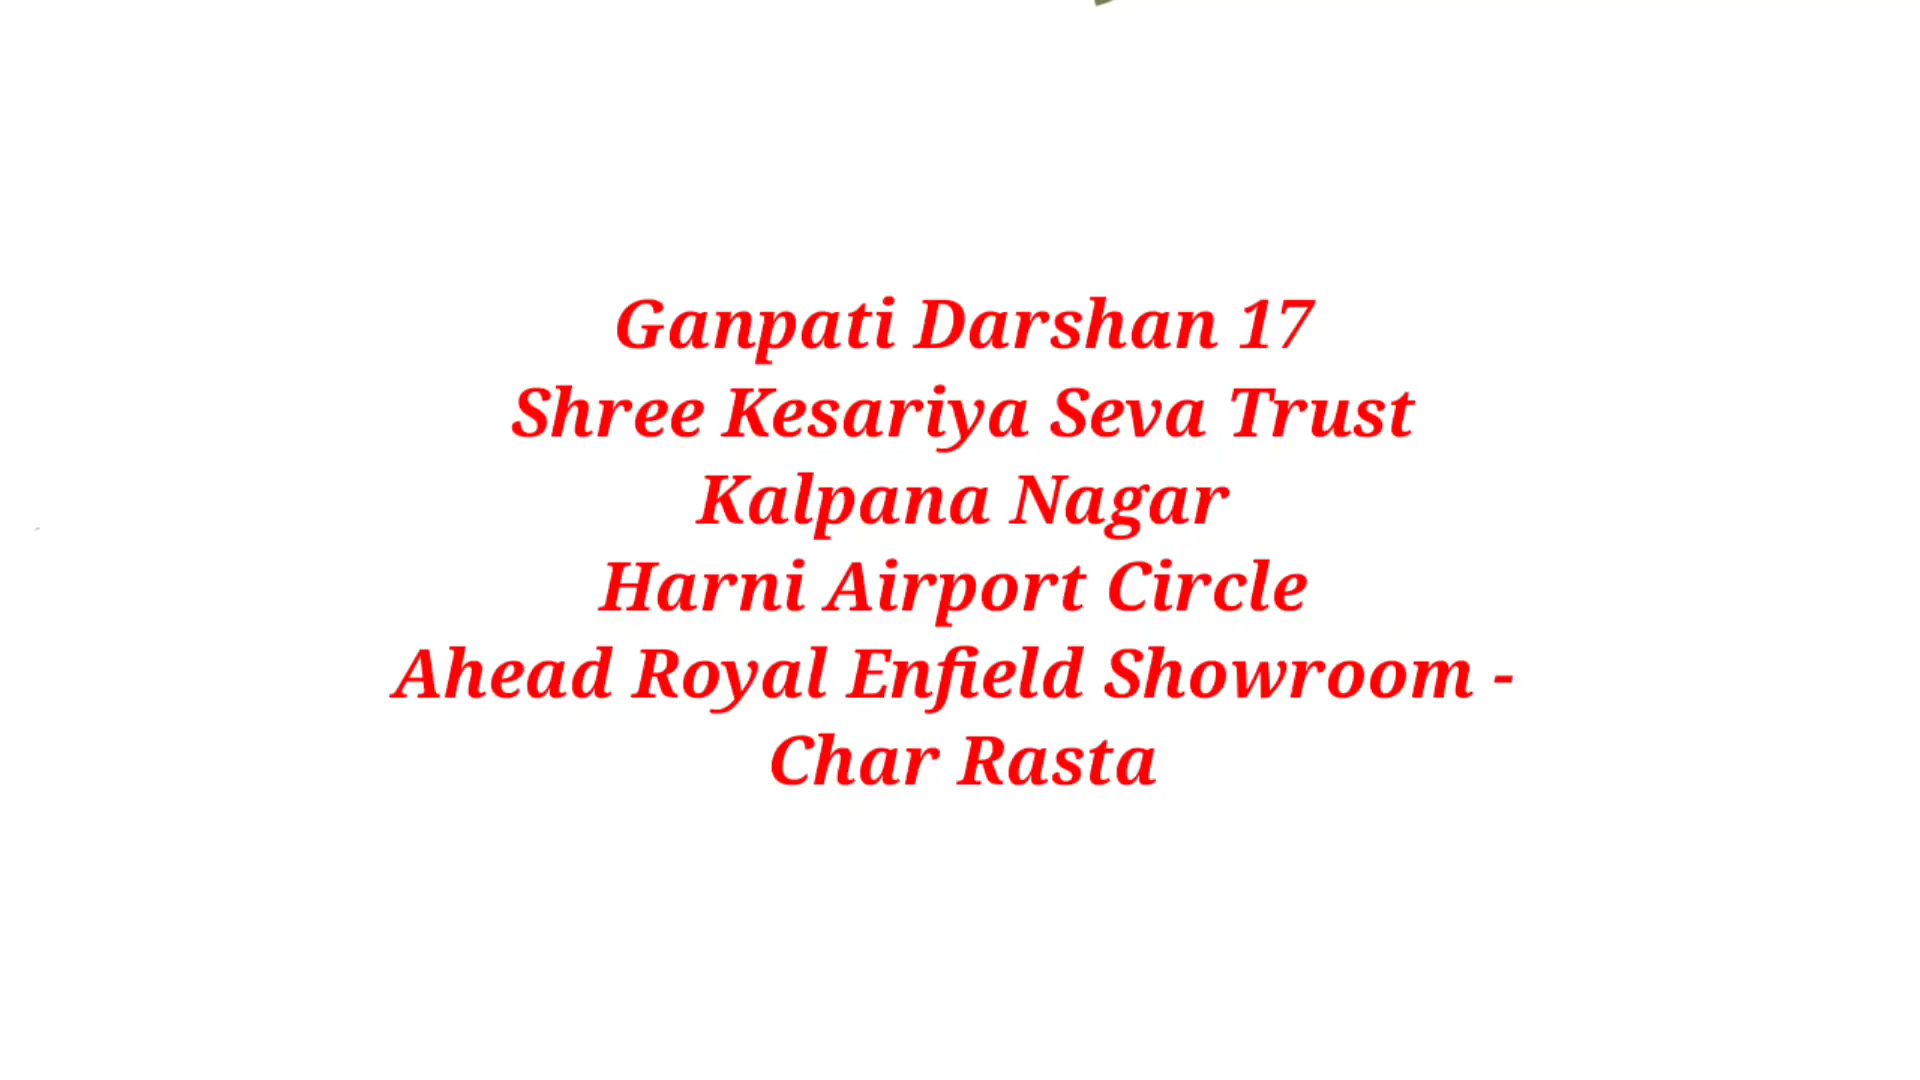 Ganpati Darshan 17
Shree Kesariya Seva Trust
Kalpana Nagar
Harni Airport Circle
Ahead Royal Enfield Showroom -
Char Rasta